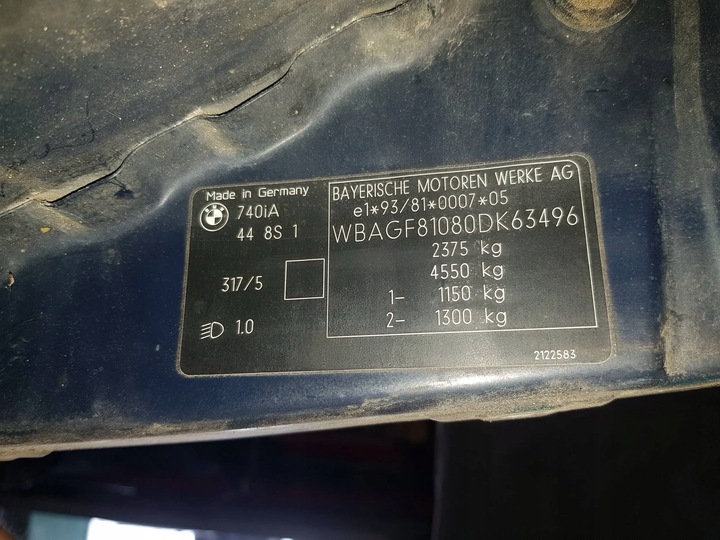 Made in Germany
740iA
44 8S 1
317/5
1.0
BAYERISCHE MOTOREN WERKE AG
e1*93/81*0007*05
WBAGF81080DK63496
2375 kg
4550 kg
1- 1150 kg
2- 1300 kg
2122583